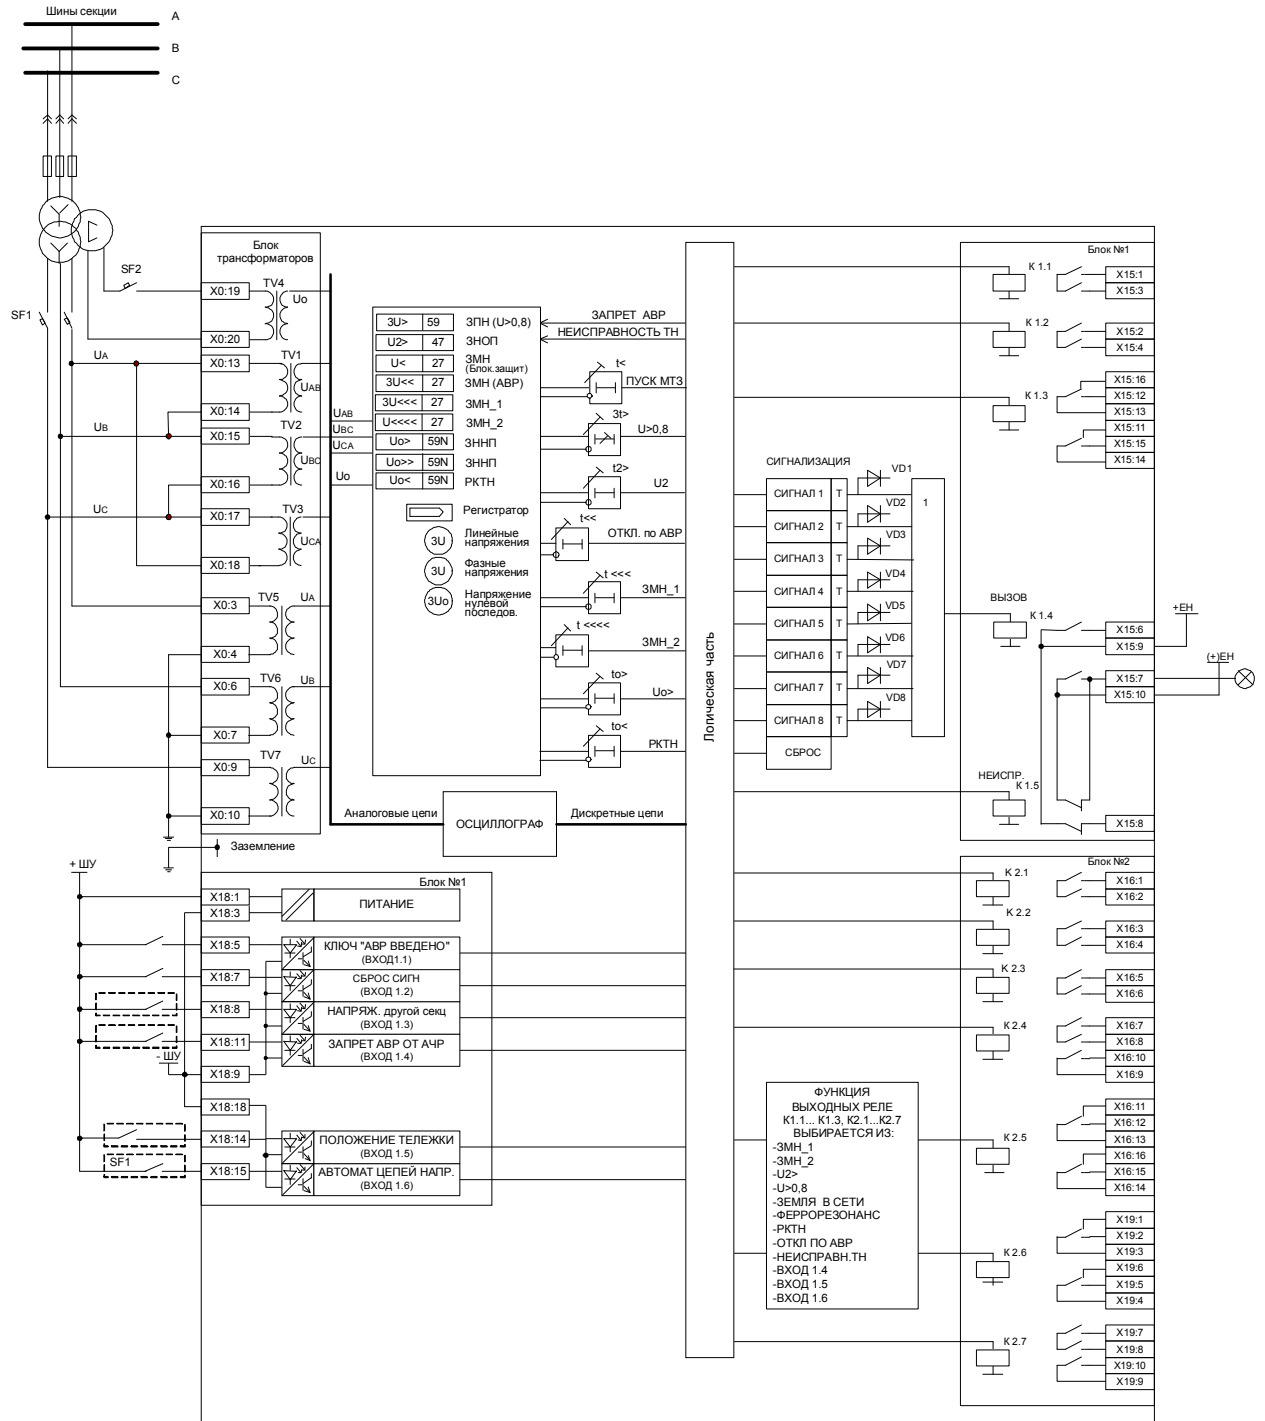 Шины секции
A
B
C
SF2
SF1
UA
UB
UC
Блок
трансформаторов
X0:19
TV4
Uo
X0:20
X0:13
TV1
UAB
X0:14
X0:15
TV2
UBC
X0:16
X0:17
TV3
UCA
X0:18
X0:3
TV5
UA
X0:4
X0:6
TV6
UB
X0:7
X0:9
TV7
UC
X0:10
Заземление
UAB
UBC
UCA
Uo
3U> 59 ЗПН (U>0,8)
U2> 47 ЗНОП
U< 27 ЗМН
(Блок.защит)
3U<< 27 ЗМН (АВР)
3U<<< 27 ЗМН_1
U<<<< 27 ЗМН_2
Uo> 59N ЗННП
Uo>> 59N ЗННП
Uo< 59N РКТН
Регистратор
3U Линейные
напряжения
3U Фазные
напряжения
3Uo Напряжение
нулевой
последов.
ЗАПРЕТ АВР
НЕИСПРАВНОСТЬ ТН
t<
ПУСК МТЗ
3t>
U>0,8
t2>
U2
t<<
ОТКЛ. по АВР
t <<<
ЗМН_1
t <<<<
ЗМН_2
to>
Uo>
to<
РКТН
Аналоговые цепи
ОСЦИЛЛОГРАФ
Дискретные цепи
Логическая часть
СИГНАЛИЗАЦИЯ
СИГНАЛ 1 T VD1
СИГНАЛ 2 T VD2
СИГНАЛ 3 T VD3
СИГНАЛ 4 T VD4
СИГНАЛ 5 T VD5
СИГНАЛ 6 T VD6
СИГНАЛ 7 T VD7
СИГНАЛ 8 T VD8
СБРОС
1
Блок №1
К 1.1
X15:1
X15:3
К 1.2
X15:2
X15:4
К 1.3
X15:16
X15:12
X15:13
X15:11
X15:15
X15:14
ВЫЗОВ
К 1.4
X15:6
X15:9
+ЕН
X15:7
X15:10
(+)ЕН
НЕИСПР.
К 1.5
X15:8
+ ШУ
Блок №1
X18:1
X18:3
ПИТАНИЕ
X18:5
КЛЮЧ "АВР ВВЕДЕНО"
(ВХОД1.1)
X18:7
СБРОС СИГН
(ВХОД 1.2)
X18:8
НАПРЯЖ. другой секц
(ВХОД 1.3)
X18:11
ЗАПРЕТ АВР ОТ АЧР
(ВХОД 1.4)
- ШУ
X18:9
X18:18
X18:14
ПОЛОЖЕНИЕ ТЕЛЕЖКИ
(ВХОД 1.5)
SF1
X18:15
АВТОМАТ ЦЕПЕЙ НАПР.
(ВХОД 1.6)
ФУНКЦИЯ
ВЫХОДНЫХ РЕЛЕ
К1.1... К1.3, К2.1...К2.7
ВЫБИРАЕТСЯ ИЗ:
-ЗМН_1
-ЗМН_2
-U2>
-U>0,8
-ЗЕМЛЯ В СЕТИ
-ФЕРРОРЕЗОНАНС
-РКТН
-ОТКЛ ПО АВР
-НЕИСПРАВН.ТН
-ВХОД 1.4
-ВХОД 1.5
-ВХОД 1.6
Блок №2
К 2.1
X16:1
X16:2
К 2.2
X16:3
X16:4
К 2.3
X16:5
X16:6
К 2.4
X16:7
X16:8
X16:10
X16:9
К 2.5
X16:11
X16:12
X16:13
X16:16
X16:15
X16:14
К 2.6
X19:1
X19:2
X19:3
X19:6
X19:5
X19:4
К 2.7
X19:7
X19:8
X19:10
X19:9